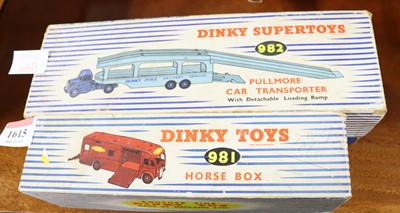 DINKY SUPERTOYS
982
PULLMORE
CAR TRANSPORTER
With Detachable Loading Ramp
1615
DINKY TOYS
981
HORSE BOX